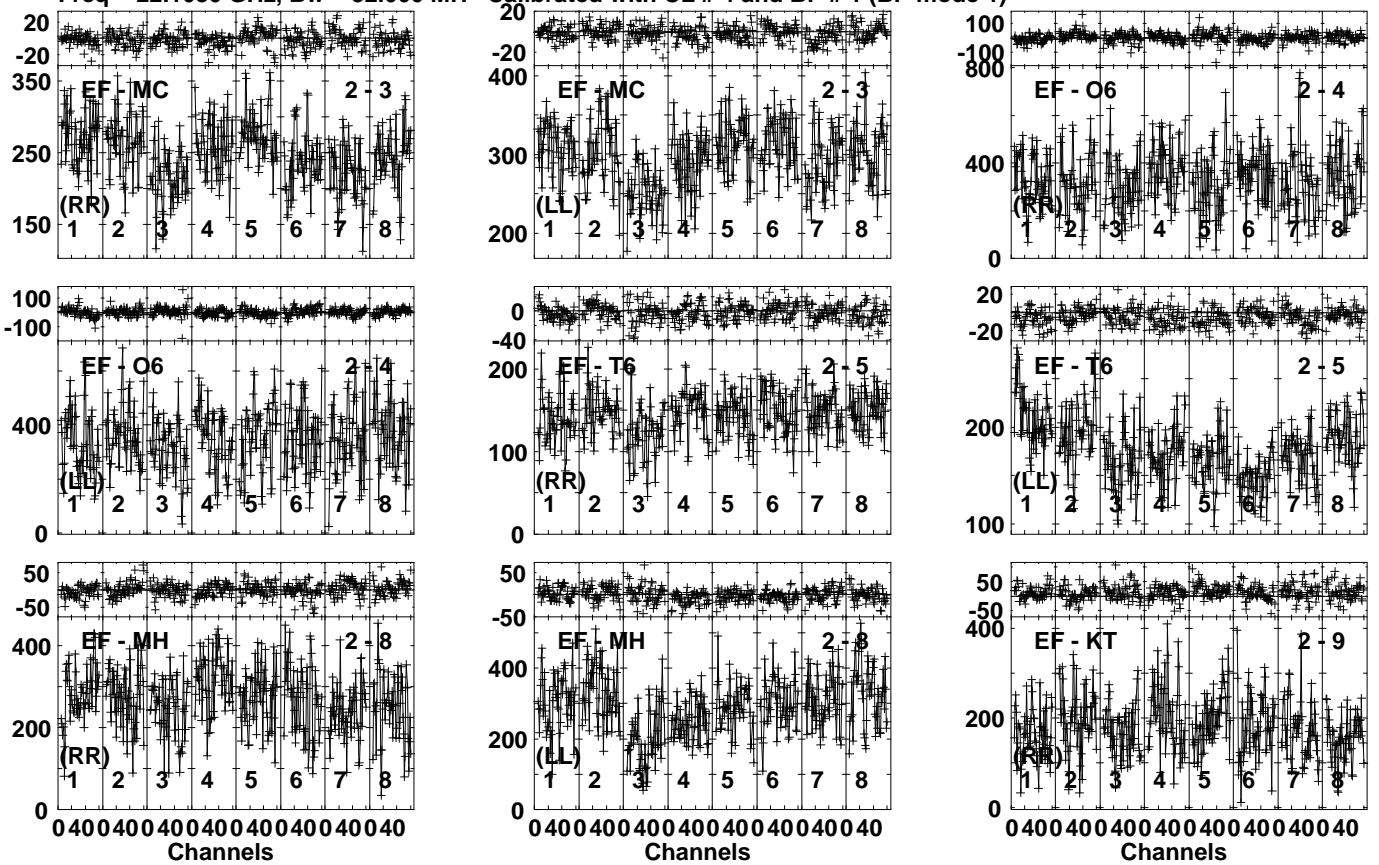 20 20 100
-20 -20 -100
350 EF - MC 2 - 3 400 EF - MC 2 - 3 800 EF - O6 2 - 4
250 300 400
150 (RR) 200 (LL) 0 (RR)
1 2 3 4 5 6 7 8 1 2 3 4 5 6 7 8 1 2 3 4 5 6 7 8
100 0 20
-100 -40 -20
EF - O6 2 - 4 200 EF - T6 2 - 5 EF - T6 2 - 5
400 100 200
0 (LL) 0 (RR) 100 (LL)
1 2 3 4 5 6 7 8 1 2 3 4 5 6 7 8 1 2 3 4 5 6 7 8
50 50 50
-50 -50 -50
400 EF - MH 2 - 8 400 EF - MH 2 - 8 400 EF - KT 2 - 9
200 200 200
0 (RR) 0 (LL) 0 (RR)
1 2 3 4 5 6 7 8 1 2 3 4 5 6 7 8 1 2 3 4 5 6 7 8
0 40 0 40 0 40 0 40 0 40 0 40 0 40 0 40 0 40 0 40 0 40 0 40 0 40 0 40 0 40 0 40 0 40 0 40 0 40 0 40 0 40 0 40 0 40 0 40
Channels Channels Channels